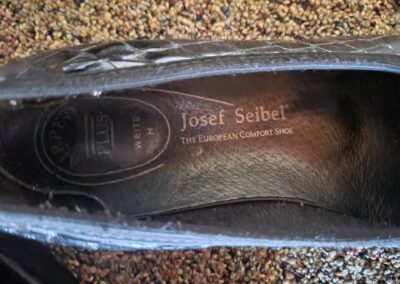 Josef Seibel
THE EUROPEAN COMFORT SHOE
PLUS
WEITE
H